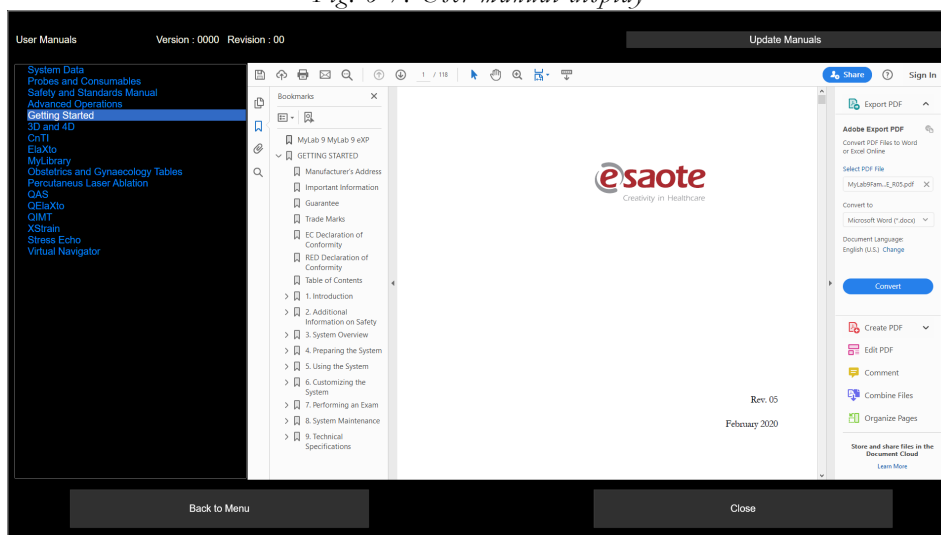 User Manuals
Version : 0000 Revision : 00
Update Manuals
System Data
Probes and Consumables
Safety and Standards Manual
Advanced Operations
Getting Started
3D and 4D
CnTI
ElaXto
MyLibrary
Obstetrics and Gynaecology Tables
Percutaneus Laser Ablation
QAS
QElaXto
QIMT
XStrain
Stress Echo
Virtual Navigator
1 / 118
Share
Sign In
Bookmarks
MyLab 9 MyLab 9 eXP
GETTING STARTED
Manufacturer's Address
Important Information
Guarantee
Trade Marks
EC Declaration of
Conformity
RED Declaration of
Conformity
Table of Contents
1. Introduction
2. Additional
Information on Safety
3. System Overview
4. Preparing the System
5. Using the System
6. Customizing the
System
7. Performing an Exam
8. System Maintenance
9. Technical
Specifications
esaote
Creativity in Healthcare
Rev. 05
February 2020
Export PDF
Adobe Export PDF
Convert PDF Files to Word
or Excel Online
Select PDF File
MyLab9Fam...E_R05.pdf
Convert to
Microsoft Word (*.docx)
Document Language:
English (U.S.) Change
Convert
Create PDF
Edit PDF
Comment
Combine Files
Organize Pages
Store and share files in the
Document Cloud
Learn More
Back to Menu
Close